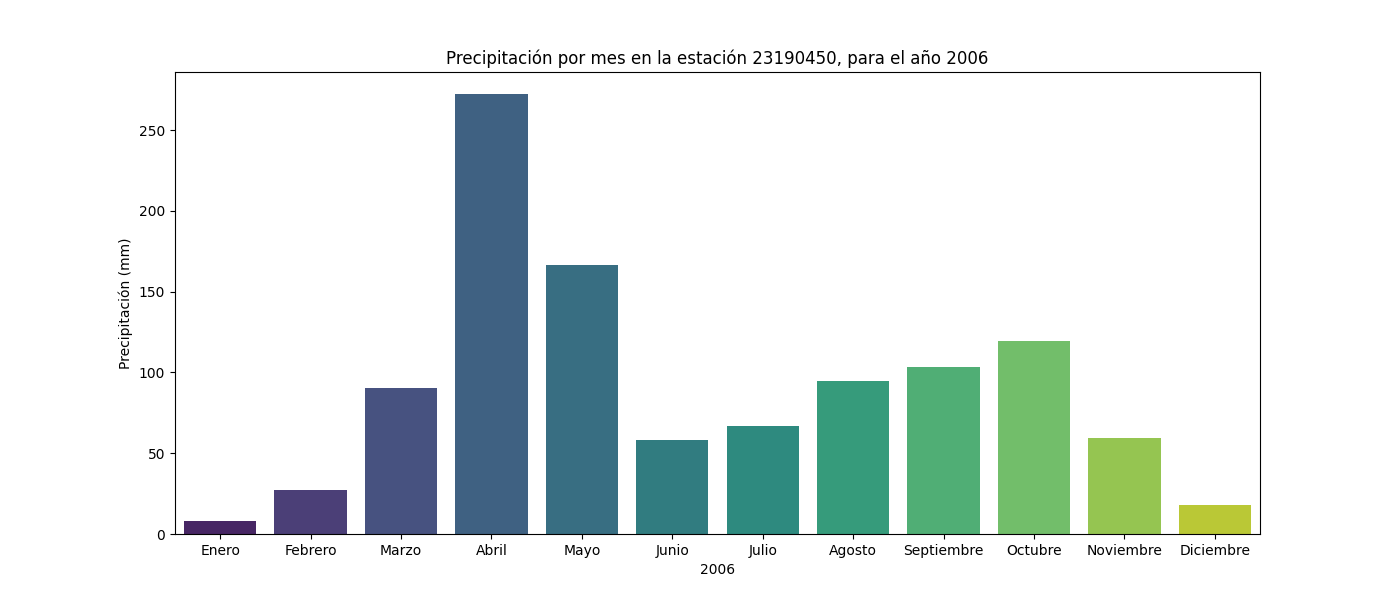 Precipitación por mes en la estación 23190450, para el año 2006
Precipitación (mm)
250
200
150
100
50
0
Enero Febrero Marzo Abril Mayo Junio Julio Agosto Septiembre Octubre Noviembre Diciembre
2006